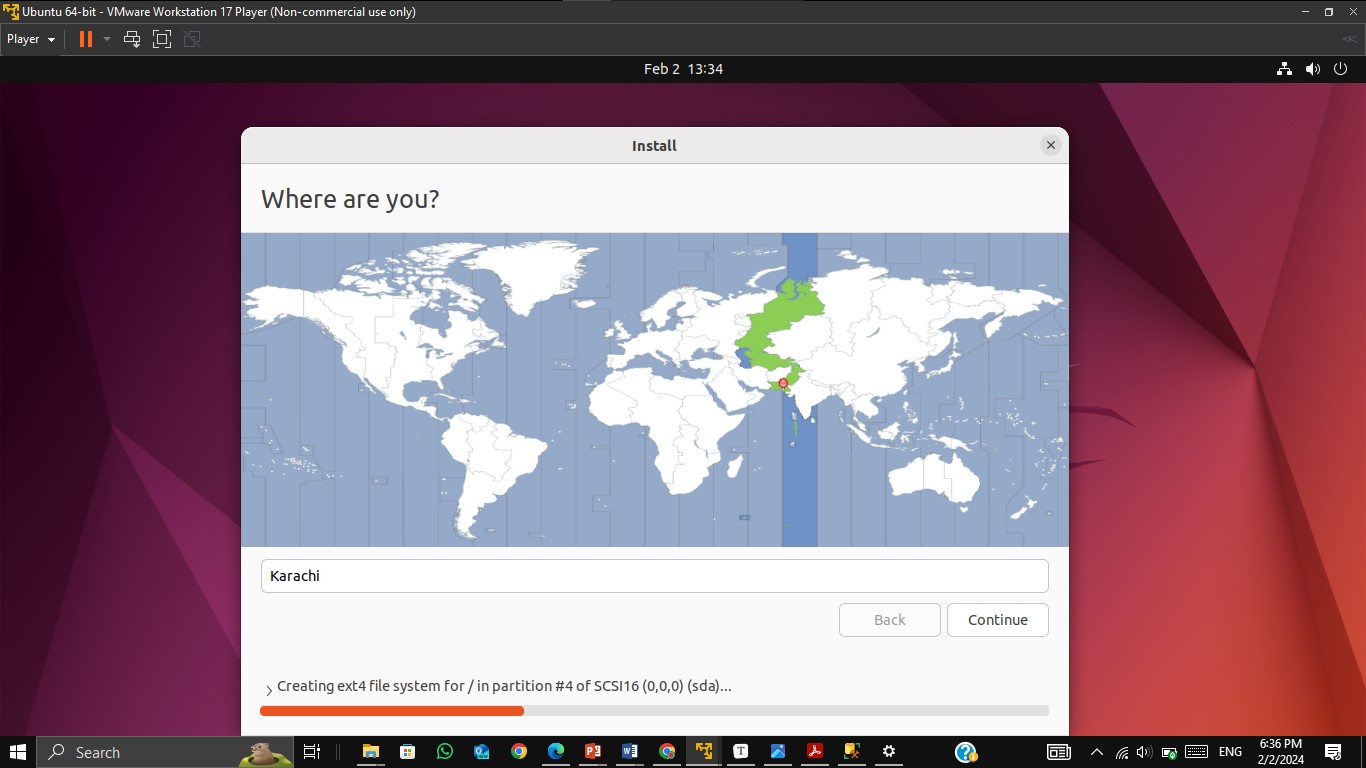 Ubuntu 64-bit - VMware Workstation 17 Player (Non-commercial use only)
Player
Feb 2 13:34
Install
Where are you?
Karachi
Back
Continue
Creating ext4 file system for / in partition #4 of SCSI16 (0,0,0) (sda)...
Search
P
W
T
?
ENG
6:36 PM
2/2/2024